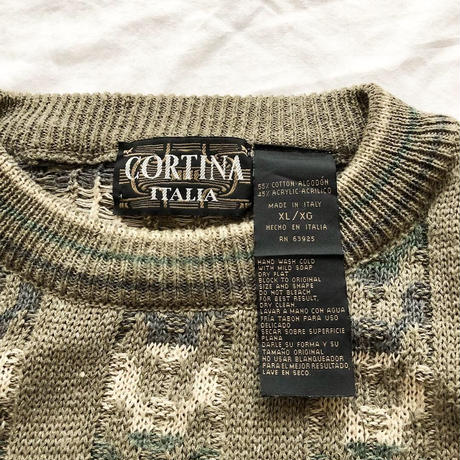 CORTINA
ITALIA
55% COTTON-ALGODÓN
45% ACRYLIC-ACRILICO
MADE IN ITALY
XL/XG
HECHO EN ITALIA
RN 63925
HAND WASH COLD
WITH MILD SOAP
DRY FLAT
BLOCK TO ORIGINAL
SIZE AND SHAPE
DO NOT BLEACH
FOR BEST RESULT,
DRY CLEAN.
LAVAR A MANO CON AGUA
FRIA TABON PARA USO
DELICADO
SECAR SOBRE SUPERFICIE
PLANA
DARLE SU FORMA Y SU
TAMAÑO ORIGINAL
NO USAR BLANQUEADOR
PARA EL MEJOR RESULTADO
LAVE EN SECO.